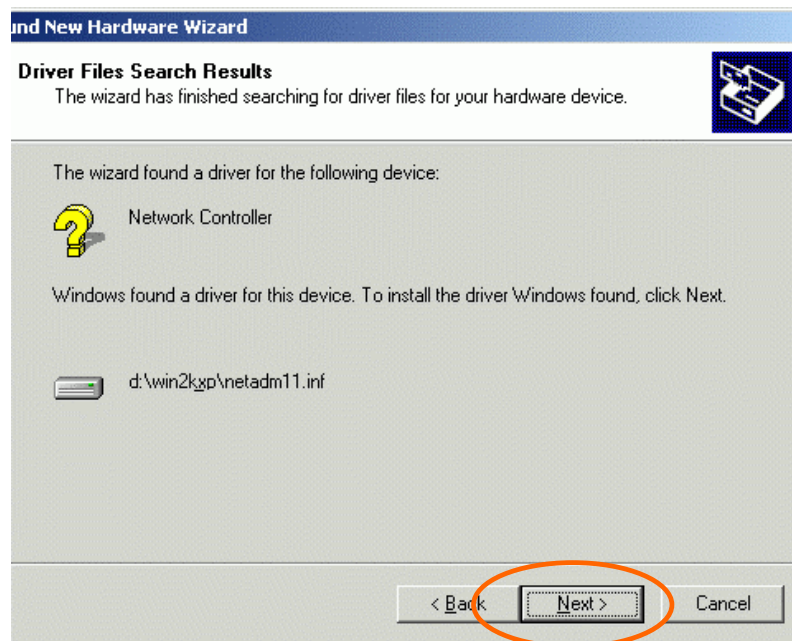 und New Hardware Wizard
Driver Files Search Results
The wizard has finished searching for driver files for your hardware device.
The wizard found a driver for the following device:
Network Controller
Windows found a driver for this device. To install the driver Windows found, click Next.
d:\win2kxp\netadm11.inf
< Back Next > Cancel